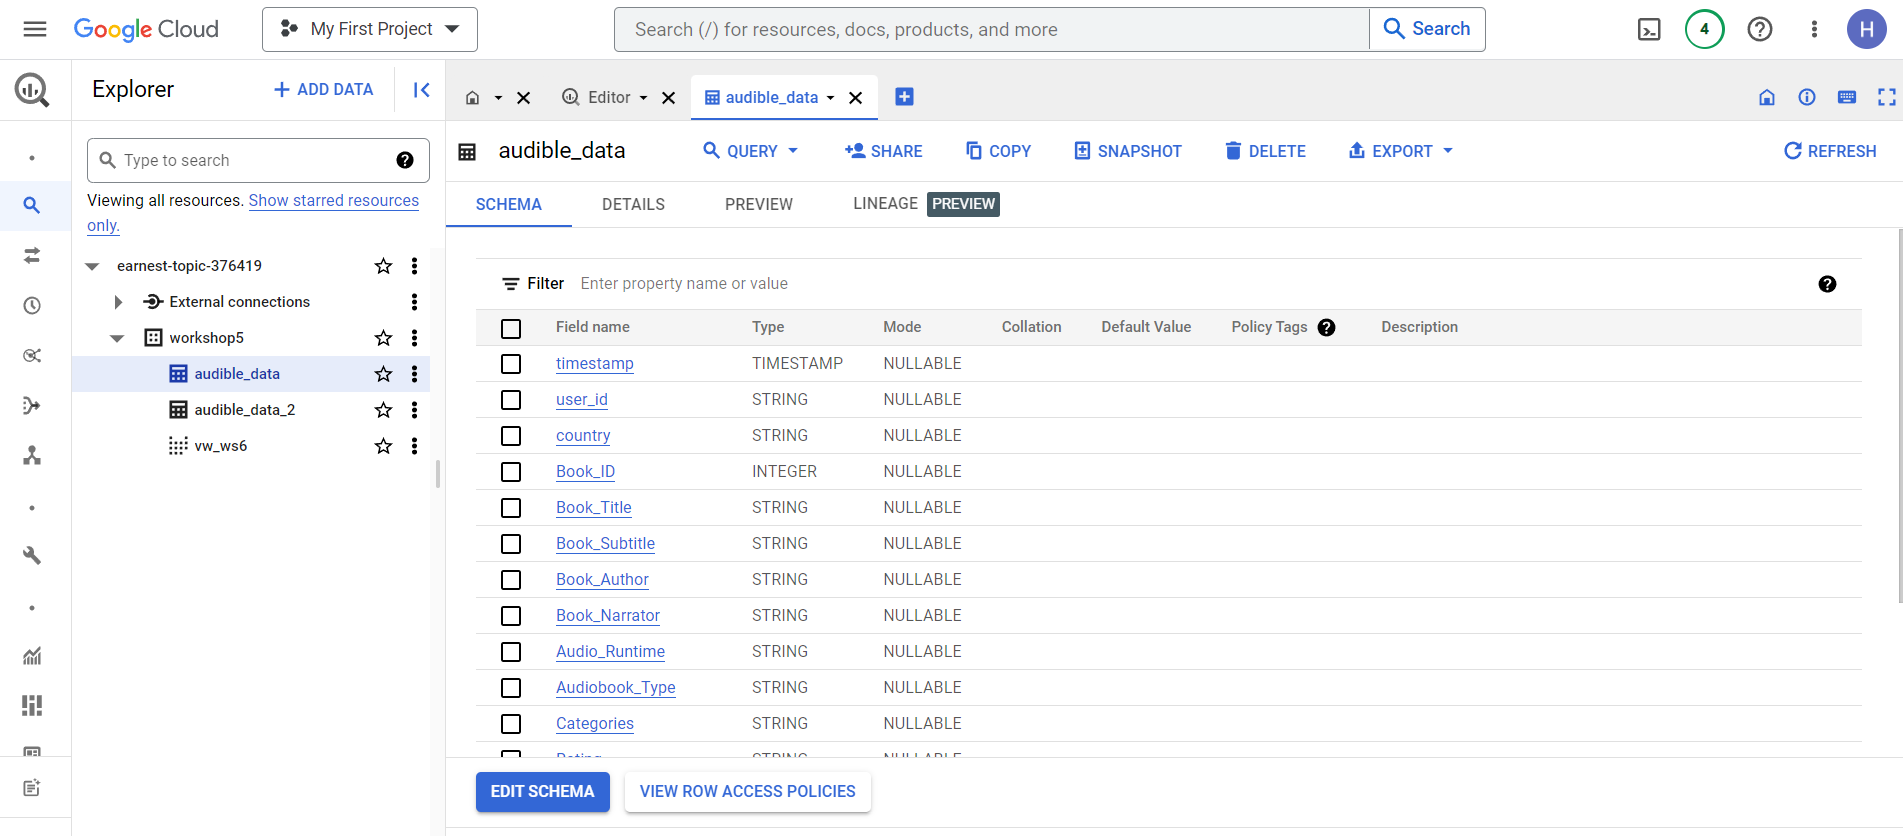 Google Cloud
My First Project
Search (/) for resources, docs, products, and more
Search
4
H
Explorer
+ ADD DATA
Editor
audible_data
Type to search
Viewing all resources. Show starred resources
only.
earnest-topic-376419
External connections
workshop5
audible_data
audible_data_2
vw_ws6
audible_data
QUERY
SHARE
COPY
SNAPSHOT
DELETE
EXPORT
REFRESH
SCHEMA
DETAILS
PREVIEW
LINEAGE PREVIEW
Filter Enter property name or value
Field name Type Mode Collation Default Value Policy Tags Description
timestamp TIMESTAMP NULLABLE
user_id STRING NULLABLE
country STRING NULLABLE
Book_ID INTEGER NULLABLE
Book_Title STRING NULLABLE
Book_Subtitle STRING NULLABLE
Book_Author STRING NULLABLE
Book_Narrator STRING NULLABLE
Audio_Runtime STRING NULLABLE
Audiobook_Type STRING NULLABLE
Categories STRING NULLABLE
Rating STRING NULLABLE
EDIT SCHEMA
VIEW ROW ACCESS POLICIES